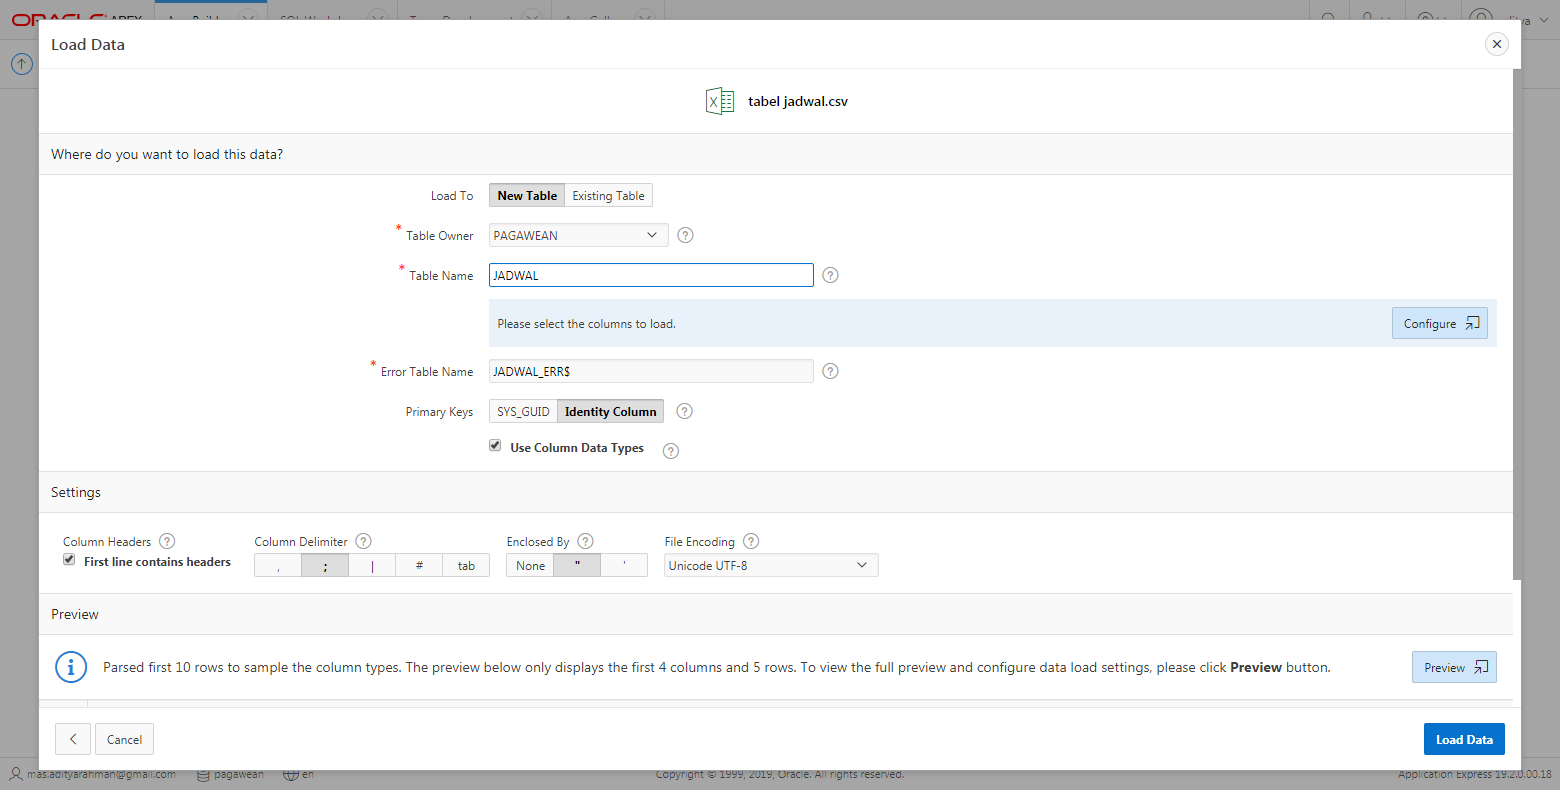 Load Data
tabel jadwal.csv
Where do you want to load this data?
Load To New Table Existing Table
* Table Owner PAGAWEAN ?
* Table Name JADWAL ?
Please select the columns to load. Configure
* Error Table Name JADWAL_ERR$ ?
Primary Keys SYS_GUID Identity Column ?
Use Column Data Types ?
Settings
Column Headers ? Column Delimiter ? Enclosed By ? File Encoding ?
First line contains headers , ; | # tab None " ' Unicode UTF-8
Preview
Parsed first 10 rows to sample the column types. The preview below only displays the first 4 columns and 5 rows. To view the full preview and configure data load settings, please click Preview button. Preview
Cancel Load Data
mas.adityarahman@gmail.com pagawean en Copyright © 1999, 2019, Oracle. All rights reserved. Application Express 19.2.0.00.18